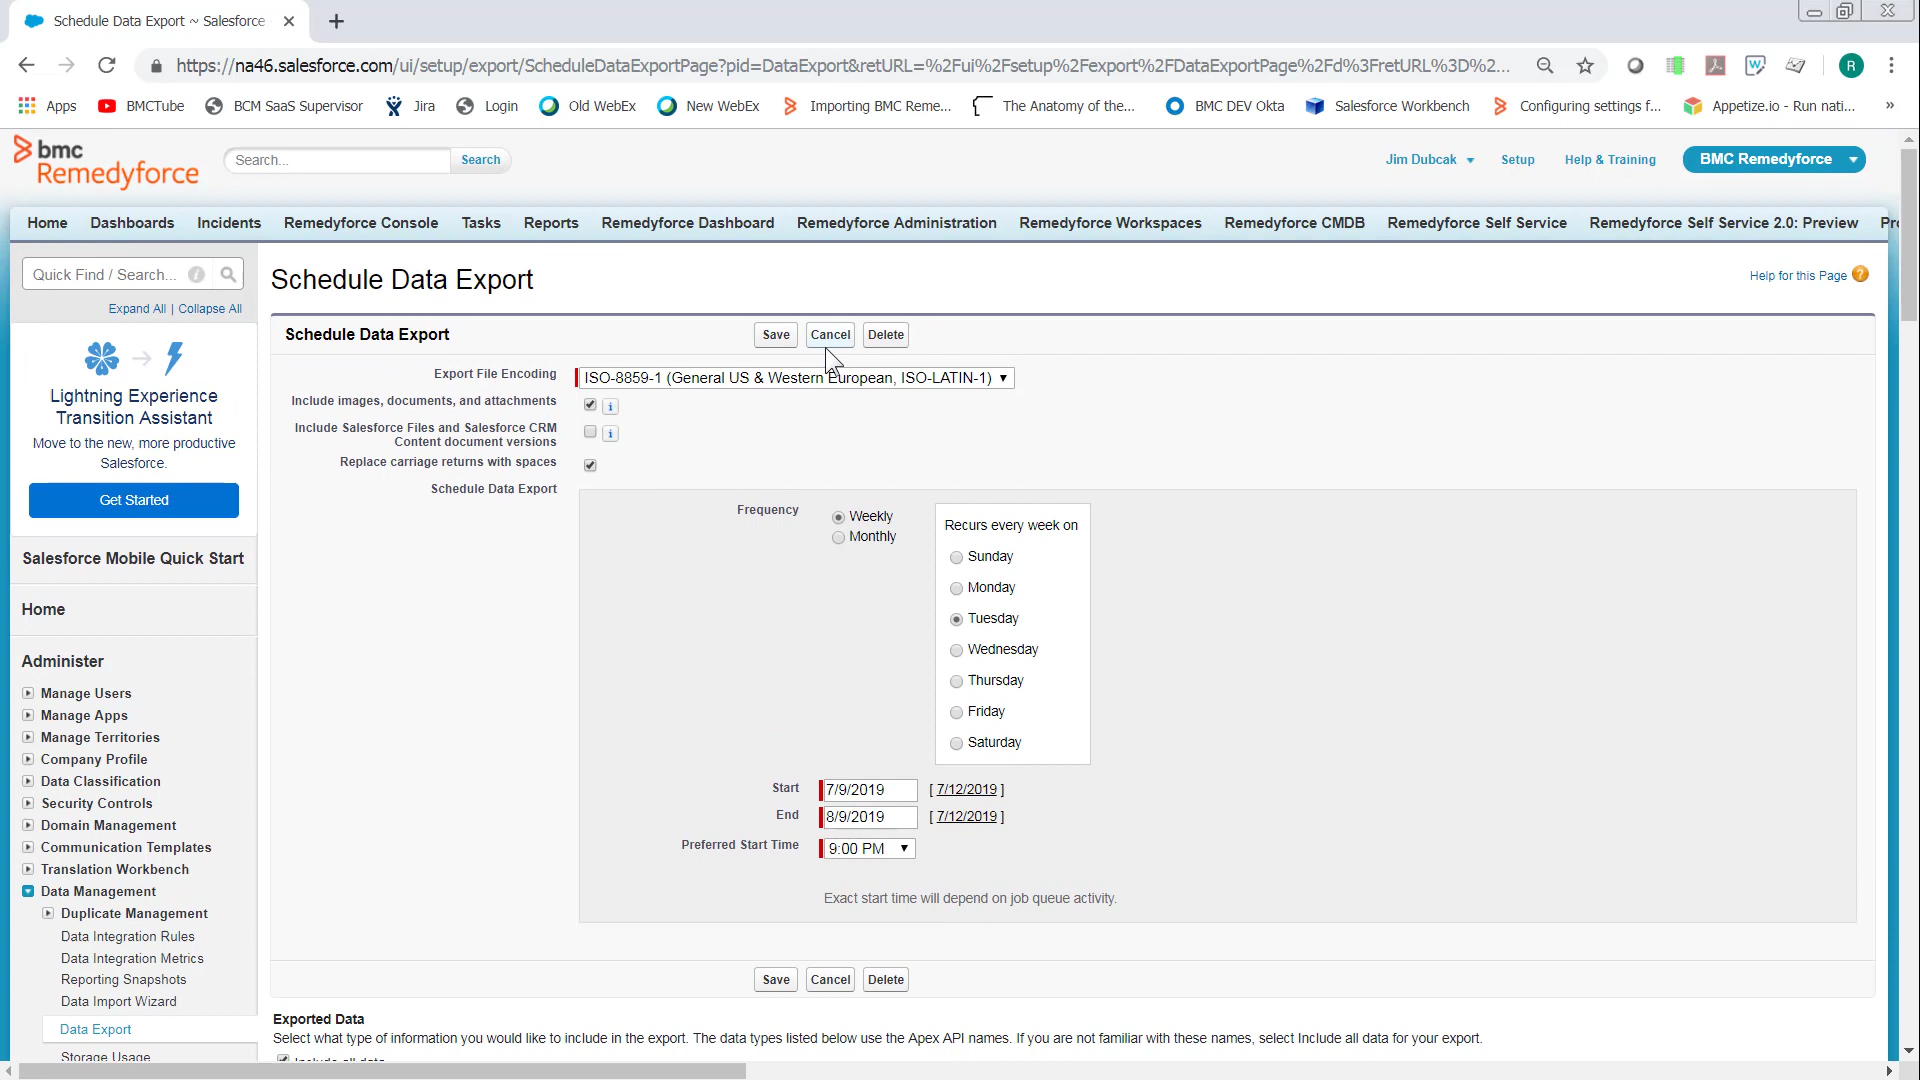 Schedule Data Export ~ Salesforce
https://na46.salesforce.com/ui/setup/export/ScheduleDataExportPage?pid=DataExport&retURL=%2Fui%2Fsetup%2Fexport%2FDataExportPage%2Fd%3FretURL%3D%2...
R
Apps BMCTube BCM SaaS Supervisor Jira Login Old WebEx New WebEx Importing BMC Reme... The Anatomy of the... BMC DEV Okta Salesforce Workbench Configuring settings f... Appetize.io - Run nati... »
bmc Remedyforce
Search... Search
Jim Dubcak Setup Help & Training BMC Remedyforce
Home Dashboards Incidents Remedyforce Console Tasks Reports Remedyforce Dashboard Remedyforce Administration Remedyforce Workspaces Remedyforce CMDB Remedyforce Self Service Remedyforce Self Service 2.0: Preview Pr
Quick Find / Search...
Expand All | Collapse All
Lightning Experience
Transition Assistant
Move to the new, more productive
Salesforce.
Get Started
Salesforce Mobile Quick Start
Home
Administer
Manage Users
Manage Apps
Manage Territories
Company Profile
Data Classification
Security Controls
Domain Management
Communication Templates
Translation Workbench
Data Management
Duplicate Management
Data Integration Rules
Data Integration Metrics
Reporting Snapshots
Data Import Wizard
Data Export
Storage Usage
Schedule Data Export
Help for this Page ?
Schedule Data Export Save Cancel Delete
Export File Encoding ISO-8859-1 (General US & Western European, ISO-LATIN-1)
Include images, documents, and attachments i
Include Salesforce Files and Salesforce CRM
Content document versions i
Replace carriage returns with spaces
Schedule Data Export
Frequency
Weekly
Monthly
Recurs every week on
Sunday
Monday
Tuesday
Wednesday
Thursday
Friday
Saturday
Start 7/9/2019 [ 7/12/2019 ]
End 8/9/2019 [ 7/12/2019 ]
Preferred Start Time 9:00 PM
Exact start time will depend on job queue activity.
Save Cancel Delete
Exported Data
Select what type of information you would like to include in the export. The data types listed below use the Apex API names. If you are not familiar with these names, select Include all data for your export.
Include all data